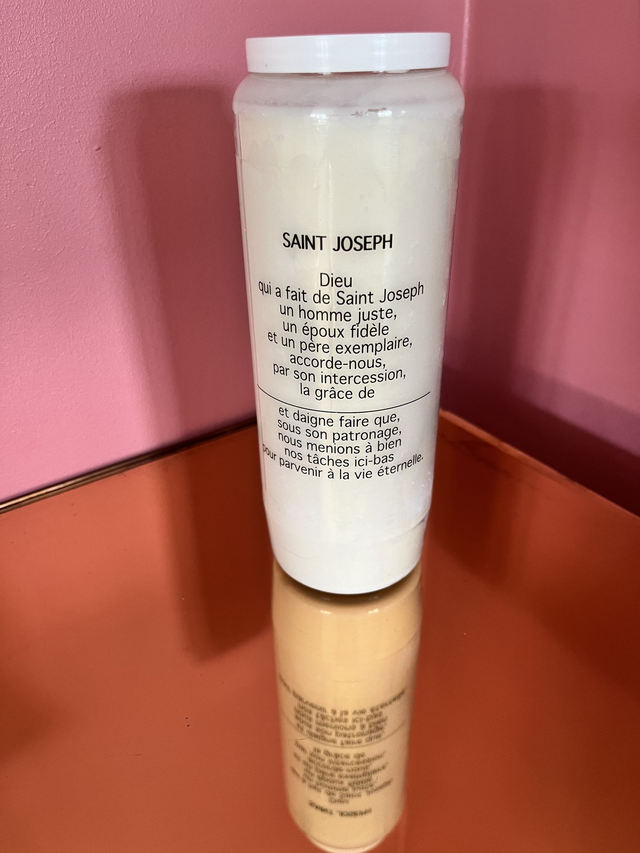 SAINT JOSEPH
Dieu
qui a fait de Saint Joseph
un homme juste,
un époux fidèle
et un père exemplaire,
accorde-nous,
par son intercession,
la grâce de
et daigne faire que,
sous son patronage,
nous menions à bien
nos tâches ici-bas
pour parvenir à la vie éternelle.